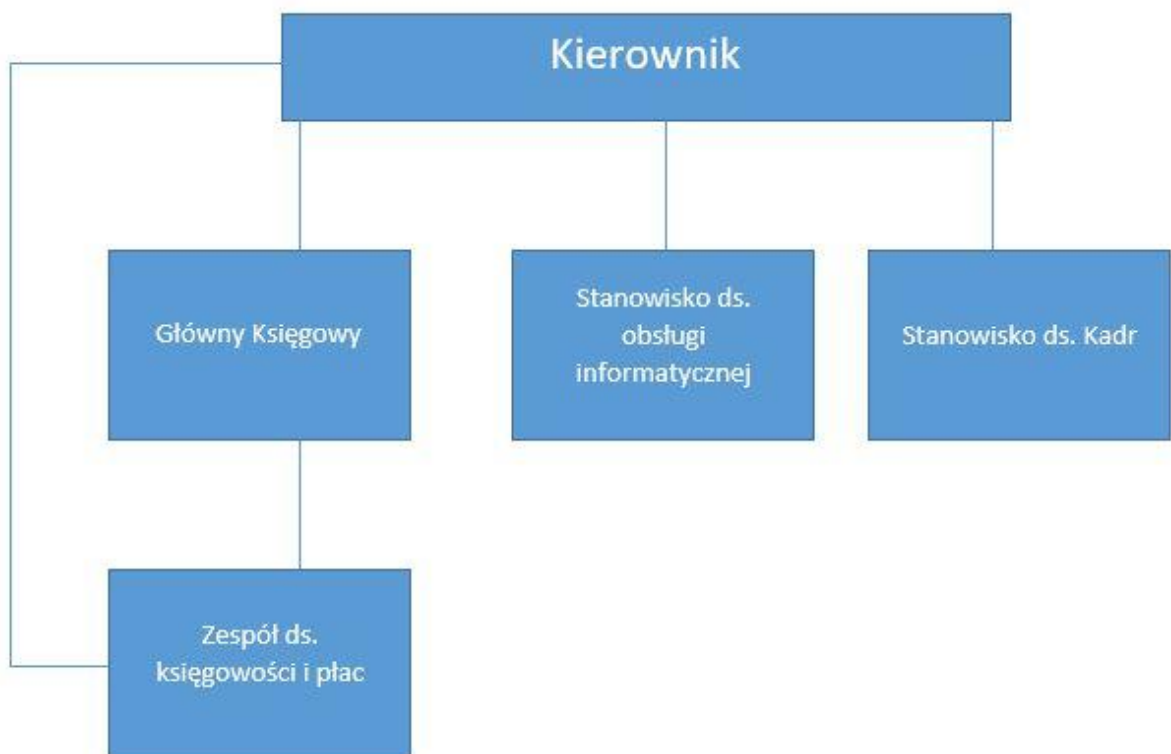 Kierownik
Główny Księgowy
Stanowisko ds.
obsługi
informatycznej
Stanowisko ds. Kadr
Zespół ds.
księgowości i płac